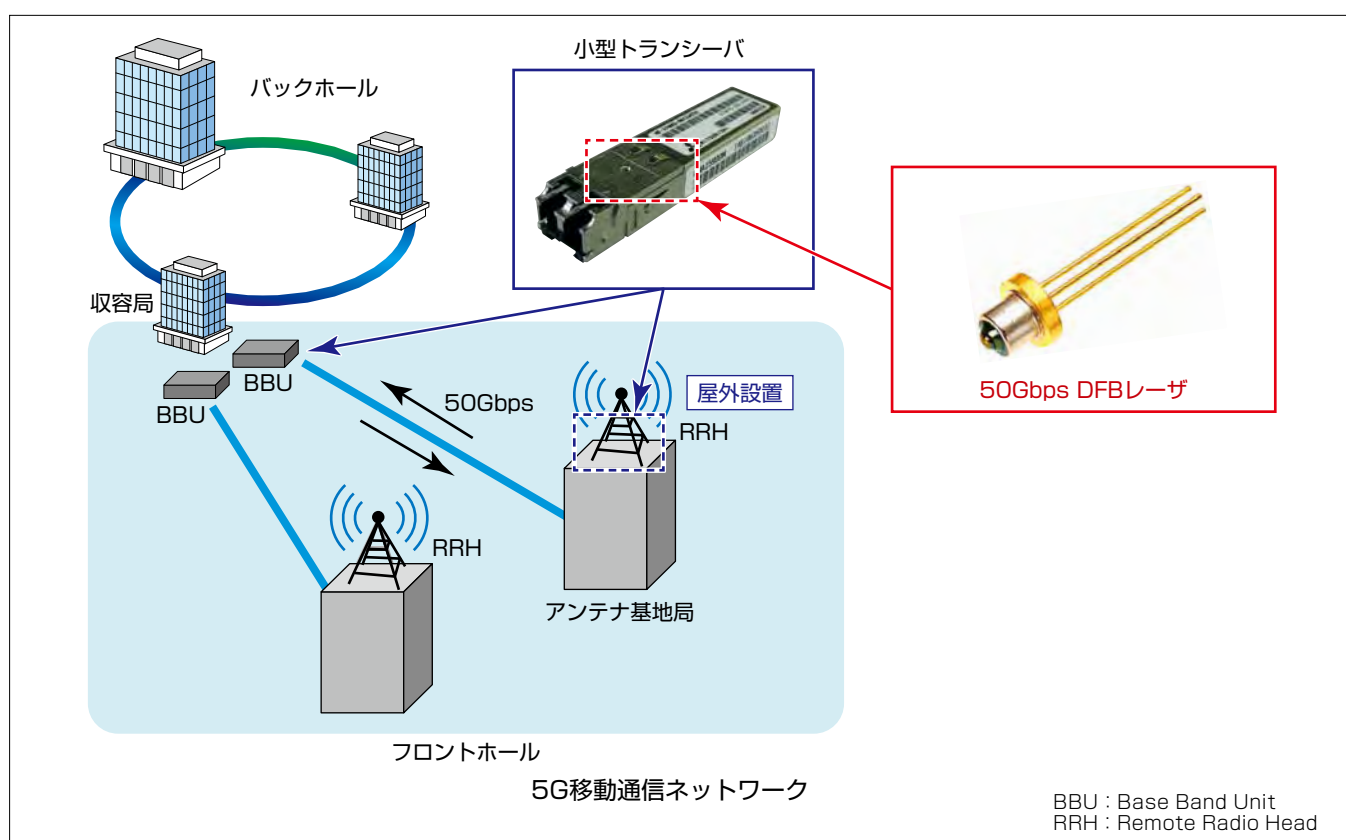 小型トランシーバ
バックホール
収容局
BBU
BBU
50Gbps
屋外設置
RRH
50Gbps DFBレーザ
RRH
アンテナ基地局
フロントホール
5G移動通信ネットワーク
BBU：Base Band Unit
RRH：Remote Radio Head